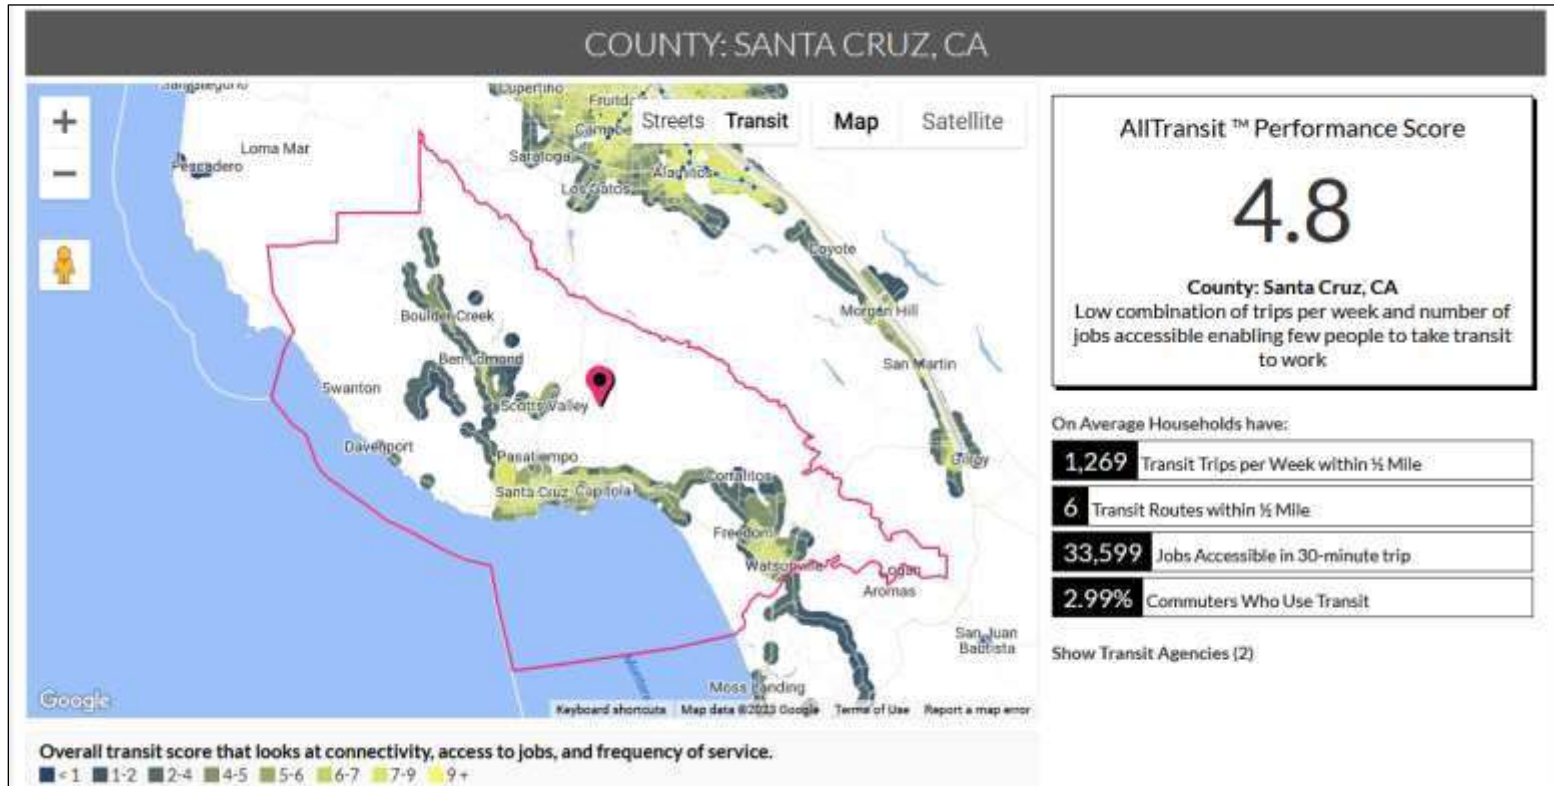 COUNTY: SANTA CRUZ, CA
Cupertino
Loma Mar
Streets Transit
Map Satellite
Saratoga
Pescadero
Los Gatos
Coyote
Boulder Creek
Morgan Hill
Ben Lomond
San Martin
Swanton
Scotts Valley
Davenport
Pasatiempo
Gilroy
Corralitos
Santa Cruz Capitola
Freedom
Watsonville
Logan
Aromas
San Juan
Bautista
Moss Landing
Google
Keyboard shortcuts Map data ©2023 Google Terms of Use Report a map error
Overall transit score that looks at connectivity, access to jobs, and frequency of service.
< 1 1-2 2-4 4-5 5-6 6-7 7-9 9 +
AllTransit ™ Performance Score
4.8
County: Santa Cruz, CA
Low combination of trips per week and number of
jobs accessible enabling few people to take transit
to work
On Average Households have:
1,269 Transit Trips per Week within ½ Mile
6 Transit Routes within ½ Mile
33,599 Jobs Accessible in 30-minute trip
2.99% Commuters Who Use Transit
Show Transit Agencies (2)